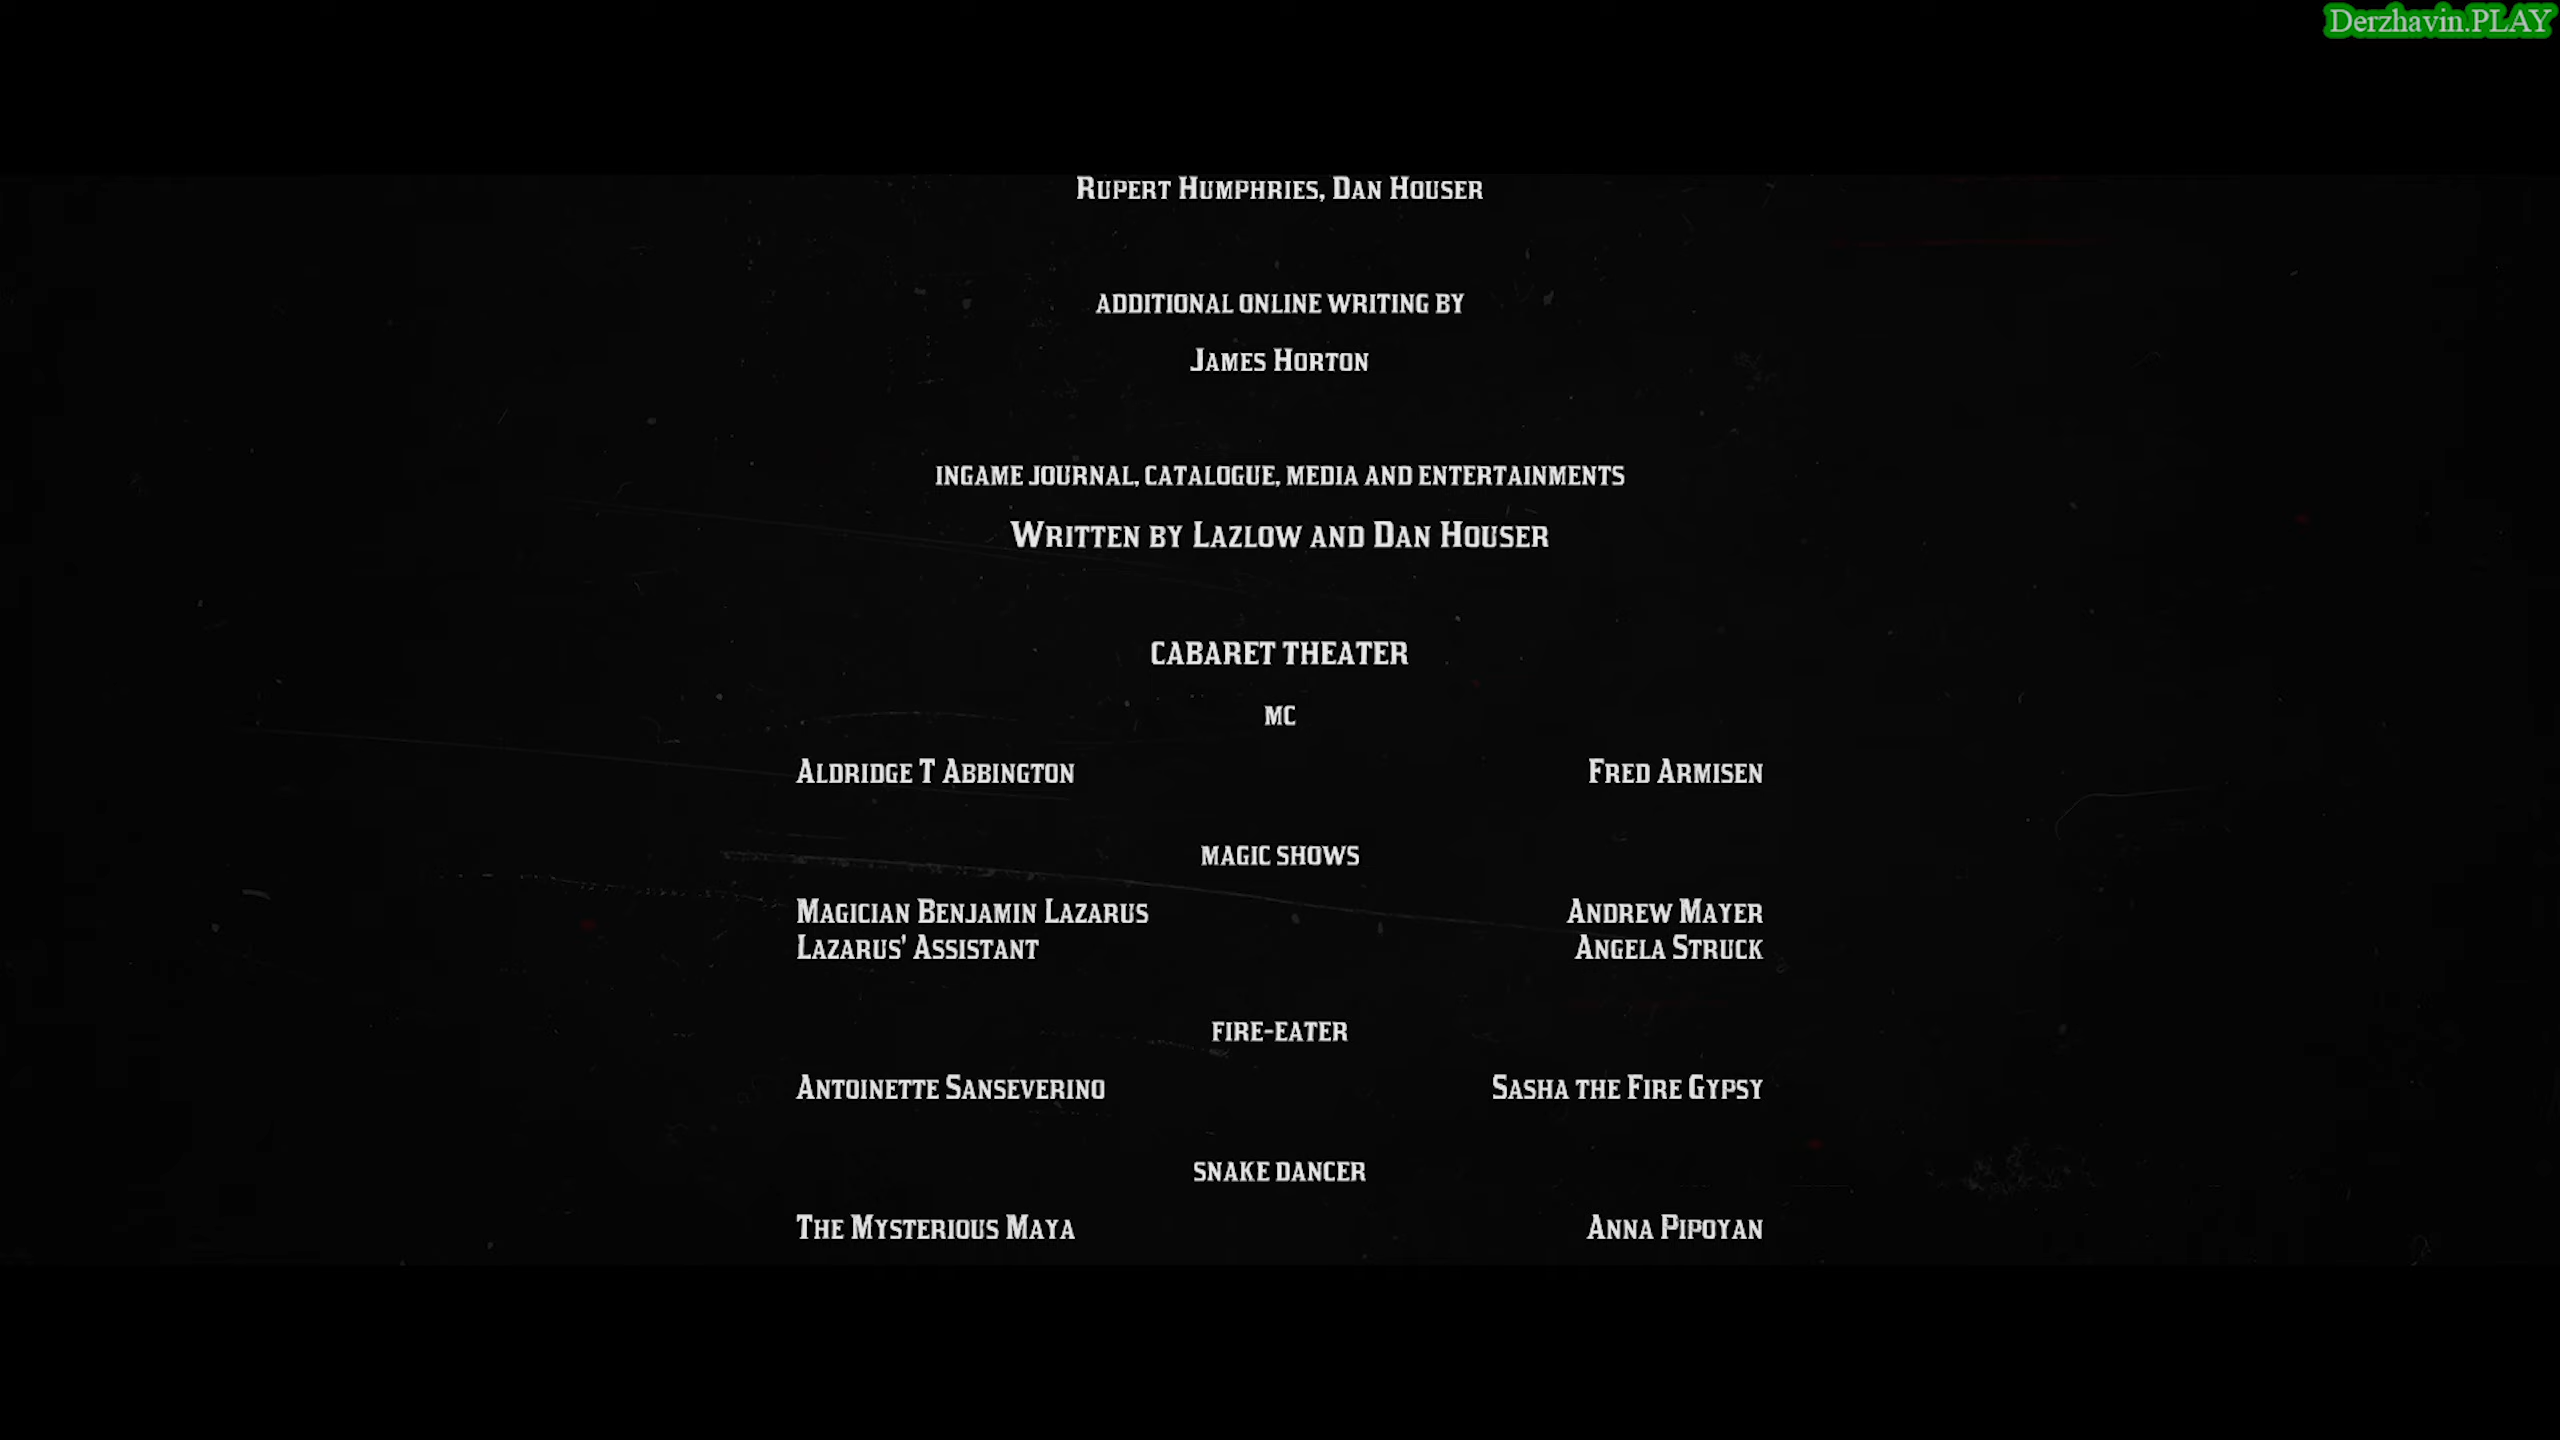 Derzhavin.PLAY
Rupert Humphries, Dan Houser
ADDITIONAL ONLINE WRITING BY
James Horton
INGAME JOURNAL, CATALOGUE, MEDIA AND ENTERTAINMENTS
Written by Lazlow and Dan Houser
CABARET THEATER
MC
Aldridge T Abbington Fred Armisen
MAGIC SHOWS
Magician Benjamin Lazarus Andrew Mayer
Lazarus' Assistant Angela Struck
FIRE-EATER
Antoinette Sanseverino Sasha the Fire Gypsy
SNAKE DANCER
The Mysterious Maya Anna Pipoyan